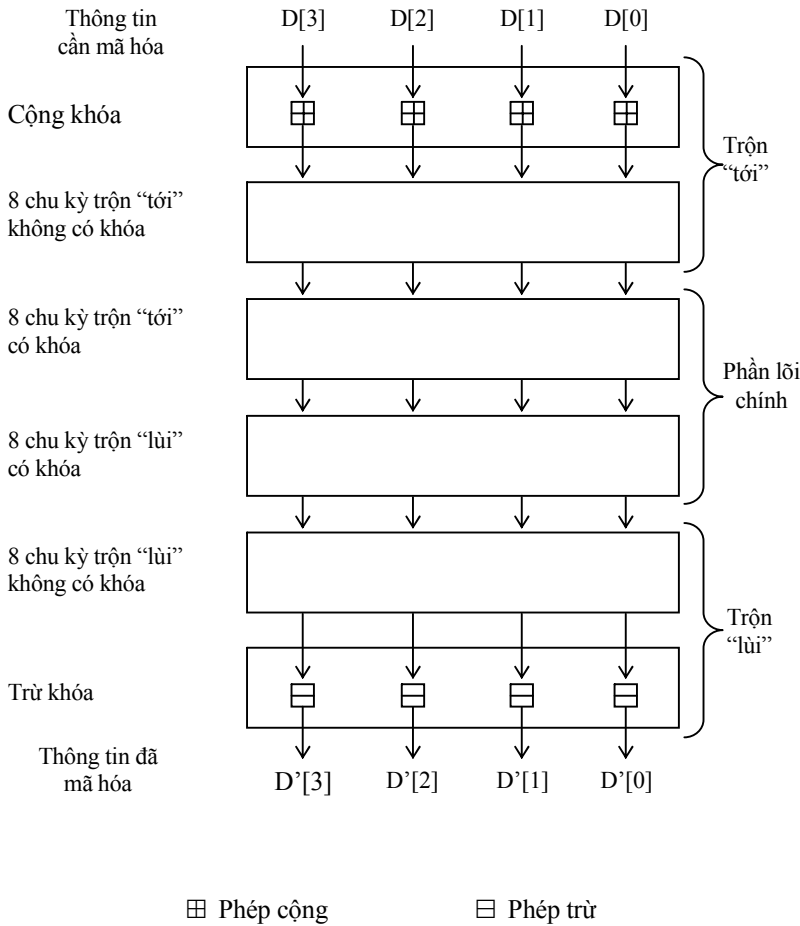 Thông tin
cần mã hóa
D[3] D[2] D[1] D[0]
Cộng khóa
Trộn
“tới”
8 chu kỳ trộn “tới”
không có khóa
8 chu kỳ trộn “tới”
có khóa
Phần lõi
chính
8 chu kỳ trộn “lùi”
có khóa
8 chu kỳ trộn “lùi”
không có khóa
Trộn
“lùi”
Trừ khóa
Thông tin đã
mã hóa
D’[3] D’[2] D’[1] D’[0]
Phép cộng Phép trừ